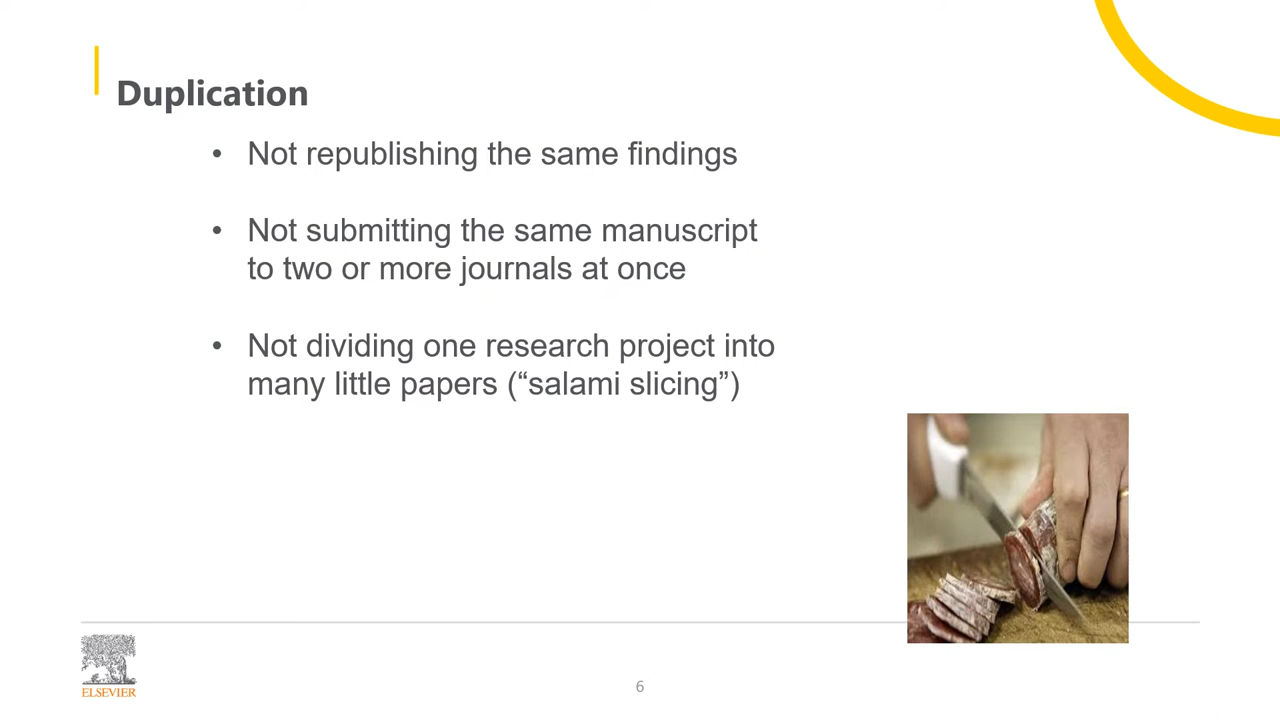 Duplication
• Not republishing the same findings
• Not submitting the same manuscript
to two or more journals at once
• Not dividing one research project into
many little papers (“salami slicing”)
ELSEVIER
6